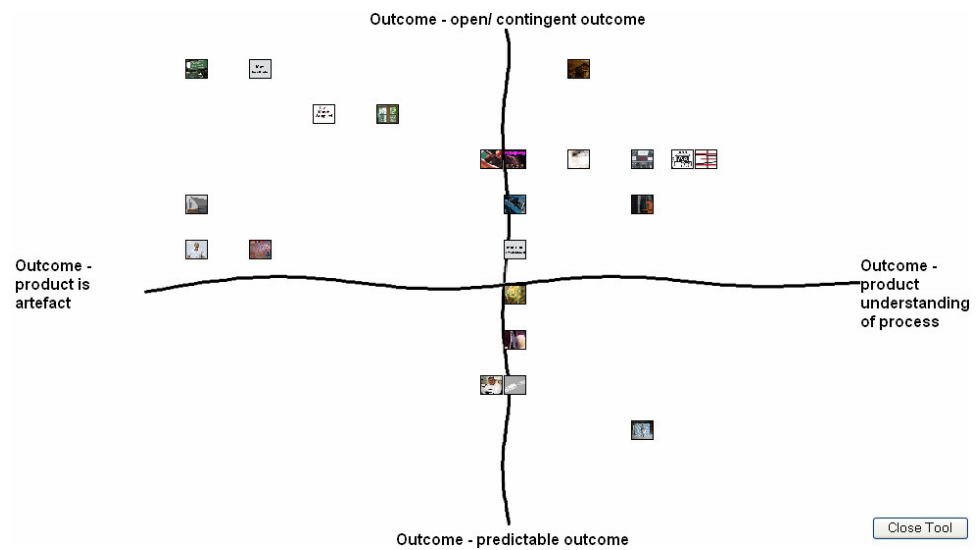 Outcome - open/ contingent outcome
Outcome -
product is
artefact
Outcome -
product
understanding
of process
Close Tool
Outcome - predictable outcome